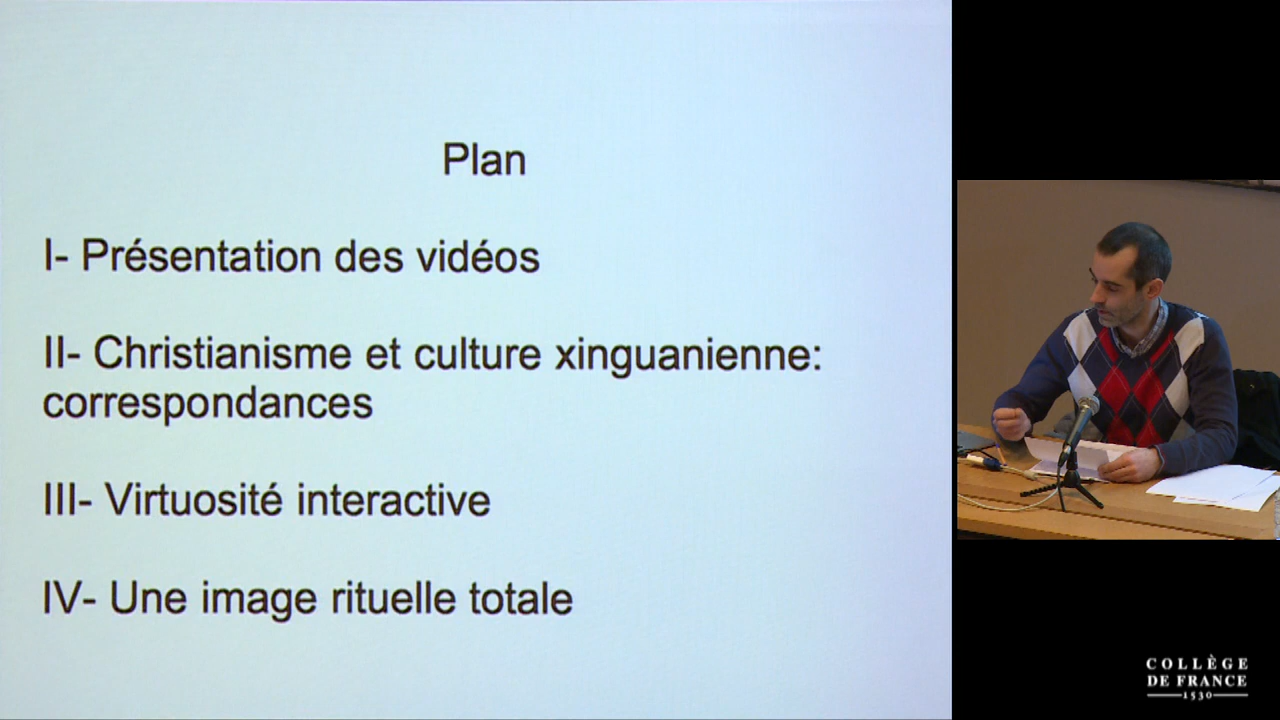 Plan
I- Présentation des vidéos
II- Christianisme et culture xinguanienne:
correspondances
III- Virtuosité interactive
IV- Une image rituelle totale
COLLÈGE
DE FRANCE
1530